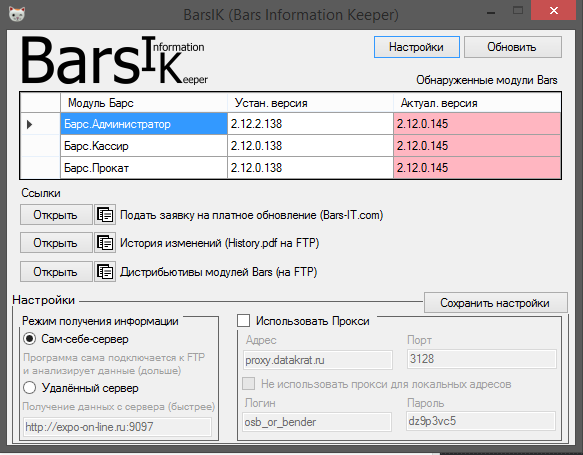 BarsIK (Bars Information Keeper)
BarsIK
nformation
eeper
Настройки
Обновить
Обнаруженные модули Bars
Модуль Барс Устан. версия Актуал. версия
Барс.Администратор 2.12.2.138 2.12.0.145
Барс.Кассир 2.12.0.138 2.12.0.145
Барс.Прокат 2.12.0.138 2.12.0.145
Ссылки
Открыть Подать заявку на платное обновление (Bars-IT.com)
Открыть История изменений (History.pdf на FTP)
Открыть Дистрибьютивы модулей Bars (на FTP)
Настройки
Сохранить настройки
Режим получения информации
Сам-себе-сервер
Программа сама подключается к FTP
и анализирует данные (дольше)
Удалённый сервер
Получение данных с сервера (быстрее)
http://expo-on-line.ru:9097
Использовать Прокси
Адрес Порт
proxy.datakrat.ru 3128
Не использовать прокси для локальных адресов
Логин Пароль
osb_or_bender dz9p3vc5